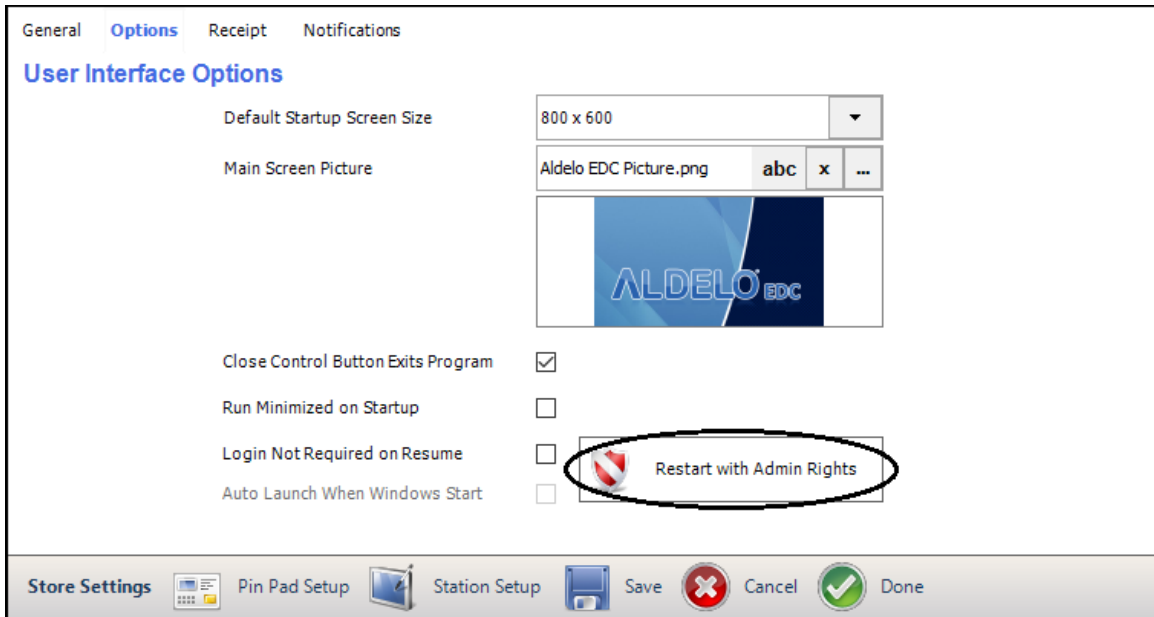 General Options Receipt Notifications
User Interface Options
Default Startup Screen Size 800 x 600
Main Screen Picture Aldelo EDC Picture.png abc x ...
ALDELO EDC
Close Control Button Exits Program
Run Minimized on Startup
Login Not Required on Resume
Restart with Admin Rights
Auto Launch When Windows Start
Store Settings Pin Pad Setup Station Setup Save Cancel Done